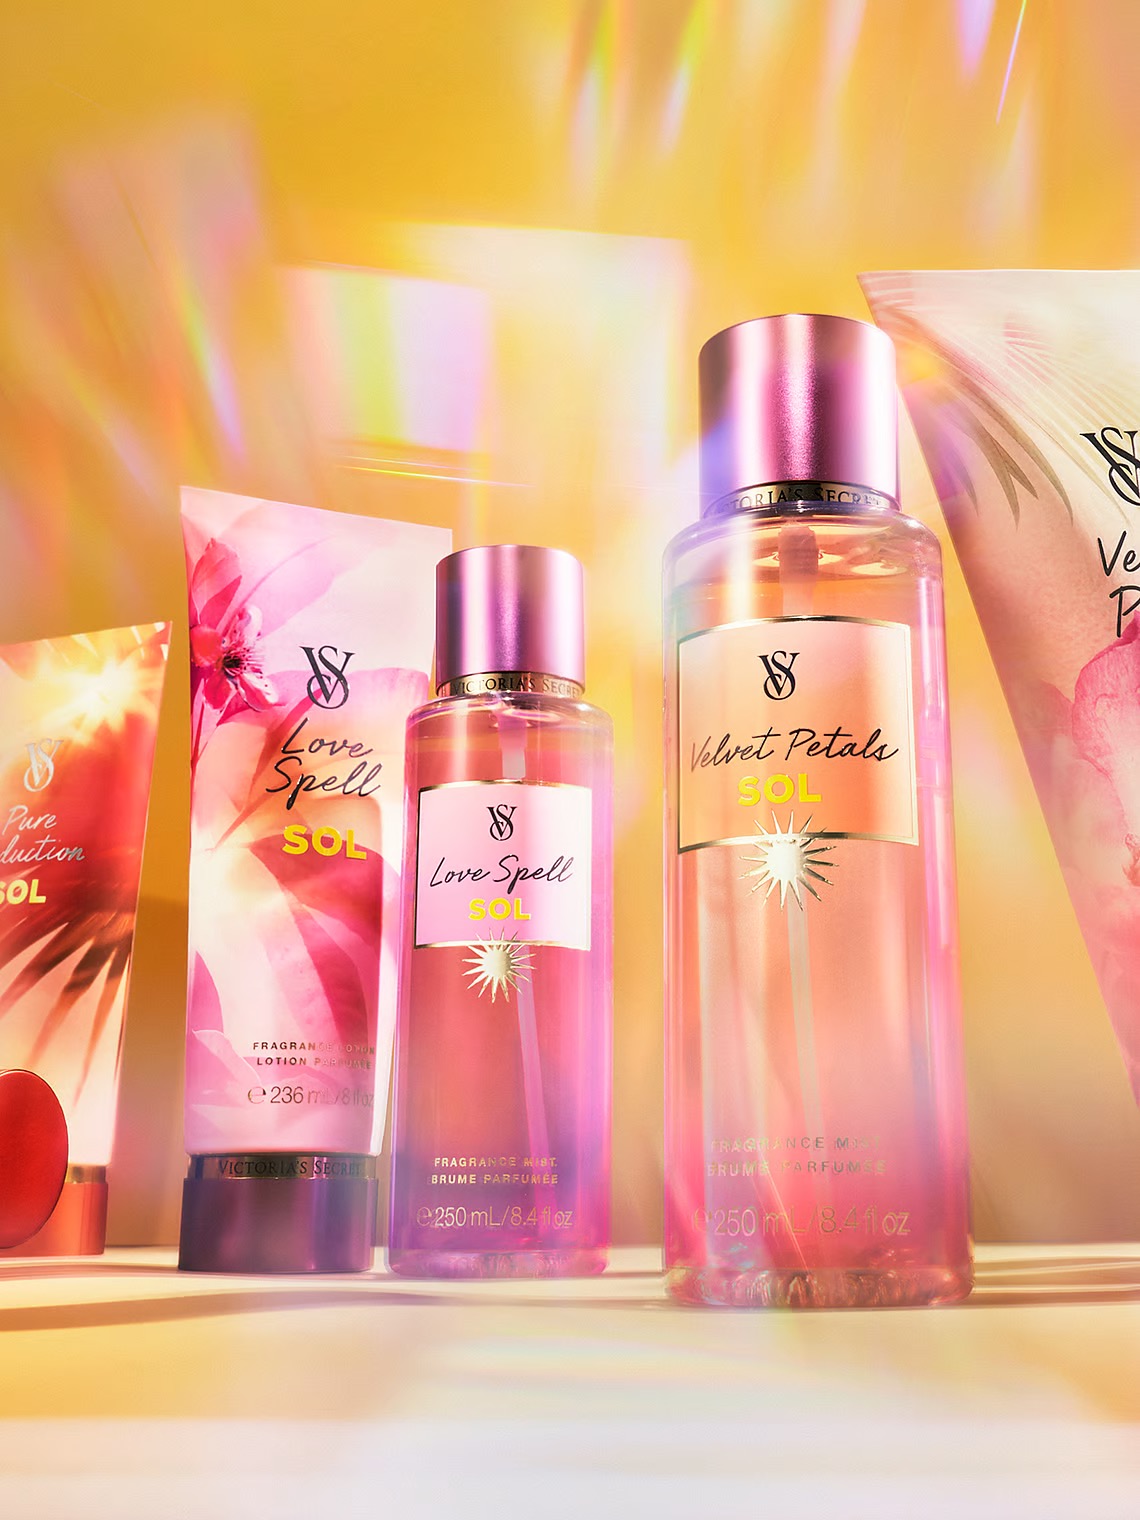 VS
Pure
SOL
VS
Love
Spell
SOL
FRAGRANCE LOTION
LOTION PARFUMÉE
℮ 236 mL/8 fl oz
VICTORIA'S SECRET
VICTORIA'S SECRET
VS
Love Spell
SOL
FRAGRANCE MIST
BRUME PARFUMÉE
℮250 mL/8.4 fl oz
VICTORIA'S SECRET
VS
Velvet Petals
SOL
FRAGRANCE MIST
BRUME PARFUMÉE
℮250 mL/8.4 fl oz
VS
Ve
P